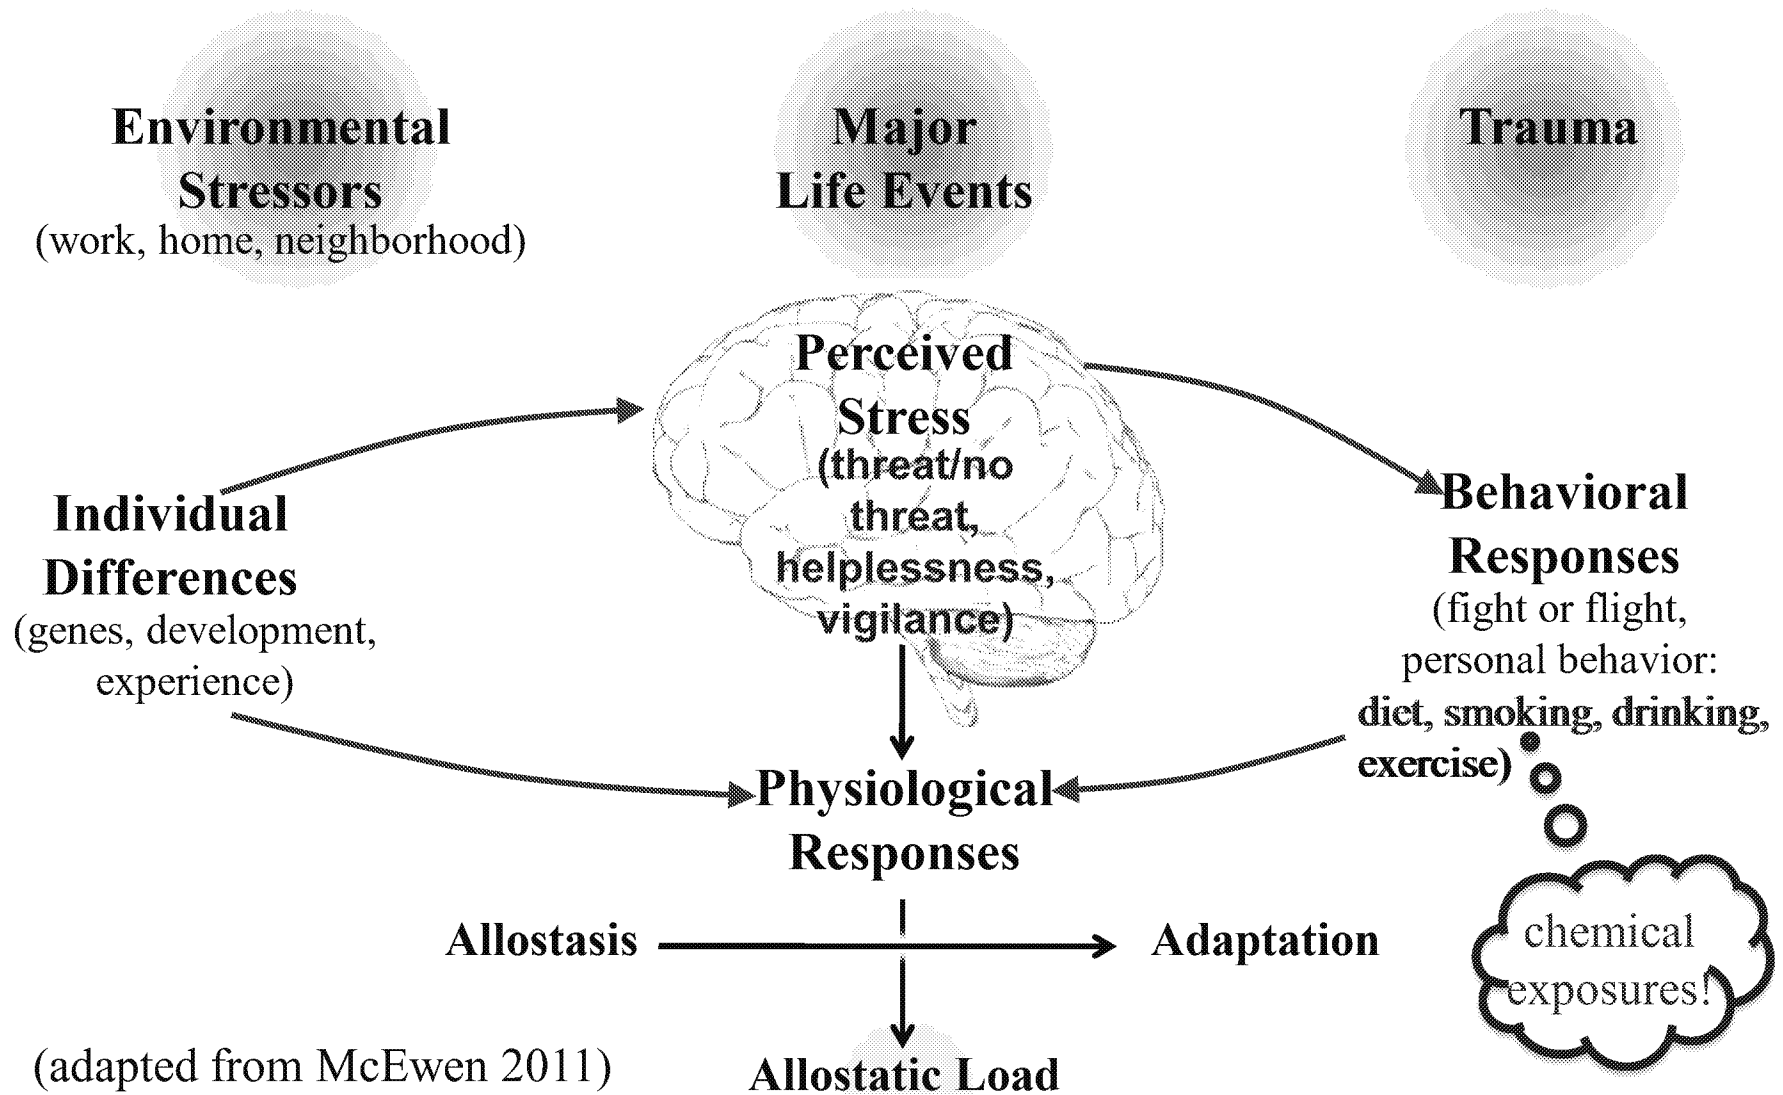 Environmental
Stressors
(work, home, neighborhood)
Major
Life Events
Trauma
Perceived
Stress
(threat/no
threat,
helplessness,
vigilance)
Individual
Differences
(genes, development,
experience)
Behavioral
Responses
(fight or flight,
personal behavior:
diet, smoking, drinking,
exercise)
Physiological
Responses
Allostasis
Adaptation
chemical
exposures!
(adapted from McEwen 2011)
Allostatic Load